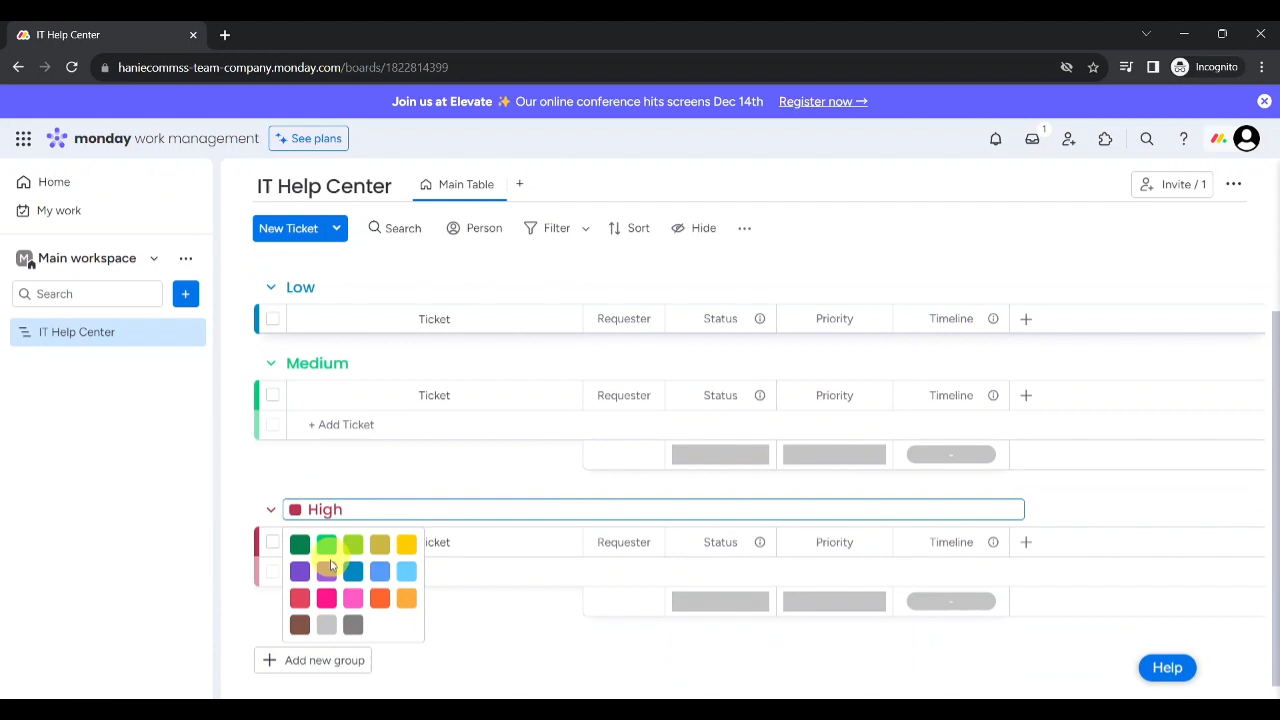 IT Help Center
haniecommss-team-company.monday.com/boards/1822814399
Incognito
Join us at Elevate ✨ Our online conference hits screens Dec 14th Register now →
monday work management
See plans
1
Home
My work
M Main workspace
Search
IT Help Center
IT Help Center
Main Table
Invite / 1
New Ticket
Search
Person
Filter
Sort
Hide
Low
Ticket Requester Status Priority Timeline
Medium
Ticket Requester Status Priority Timeline
+ Add Ticket
-
High
icket Requester Status Priority Timeline
-
Add new group
Help